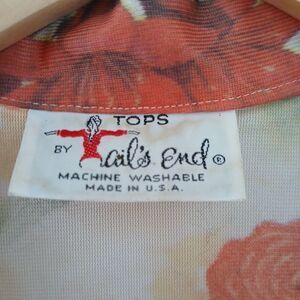 TOPS
BY Tail's End ®
MACHINE WASHABLE
MADE IN U.S.A.